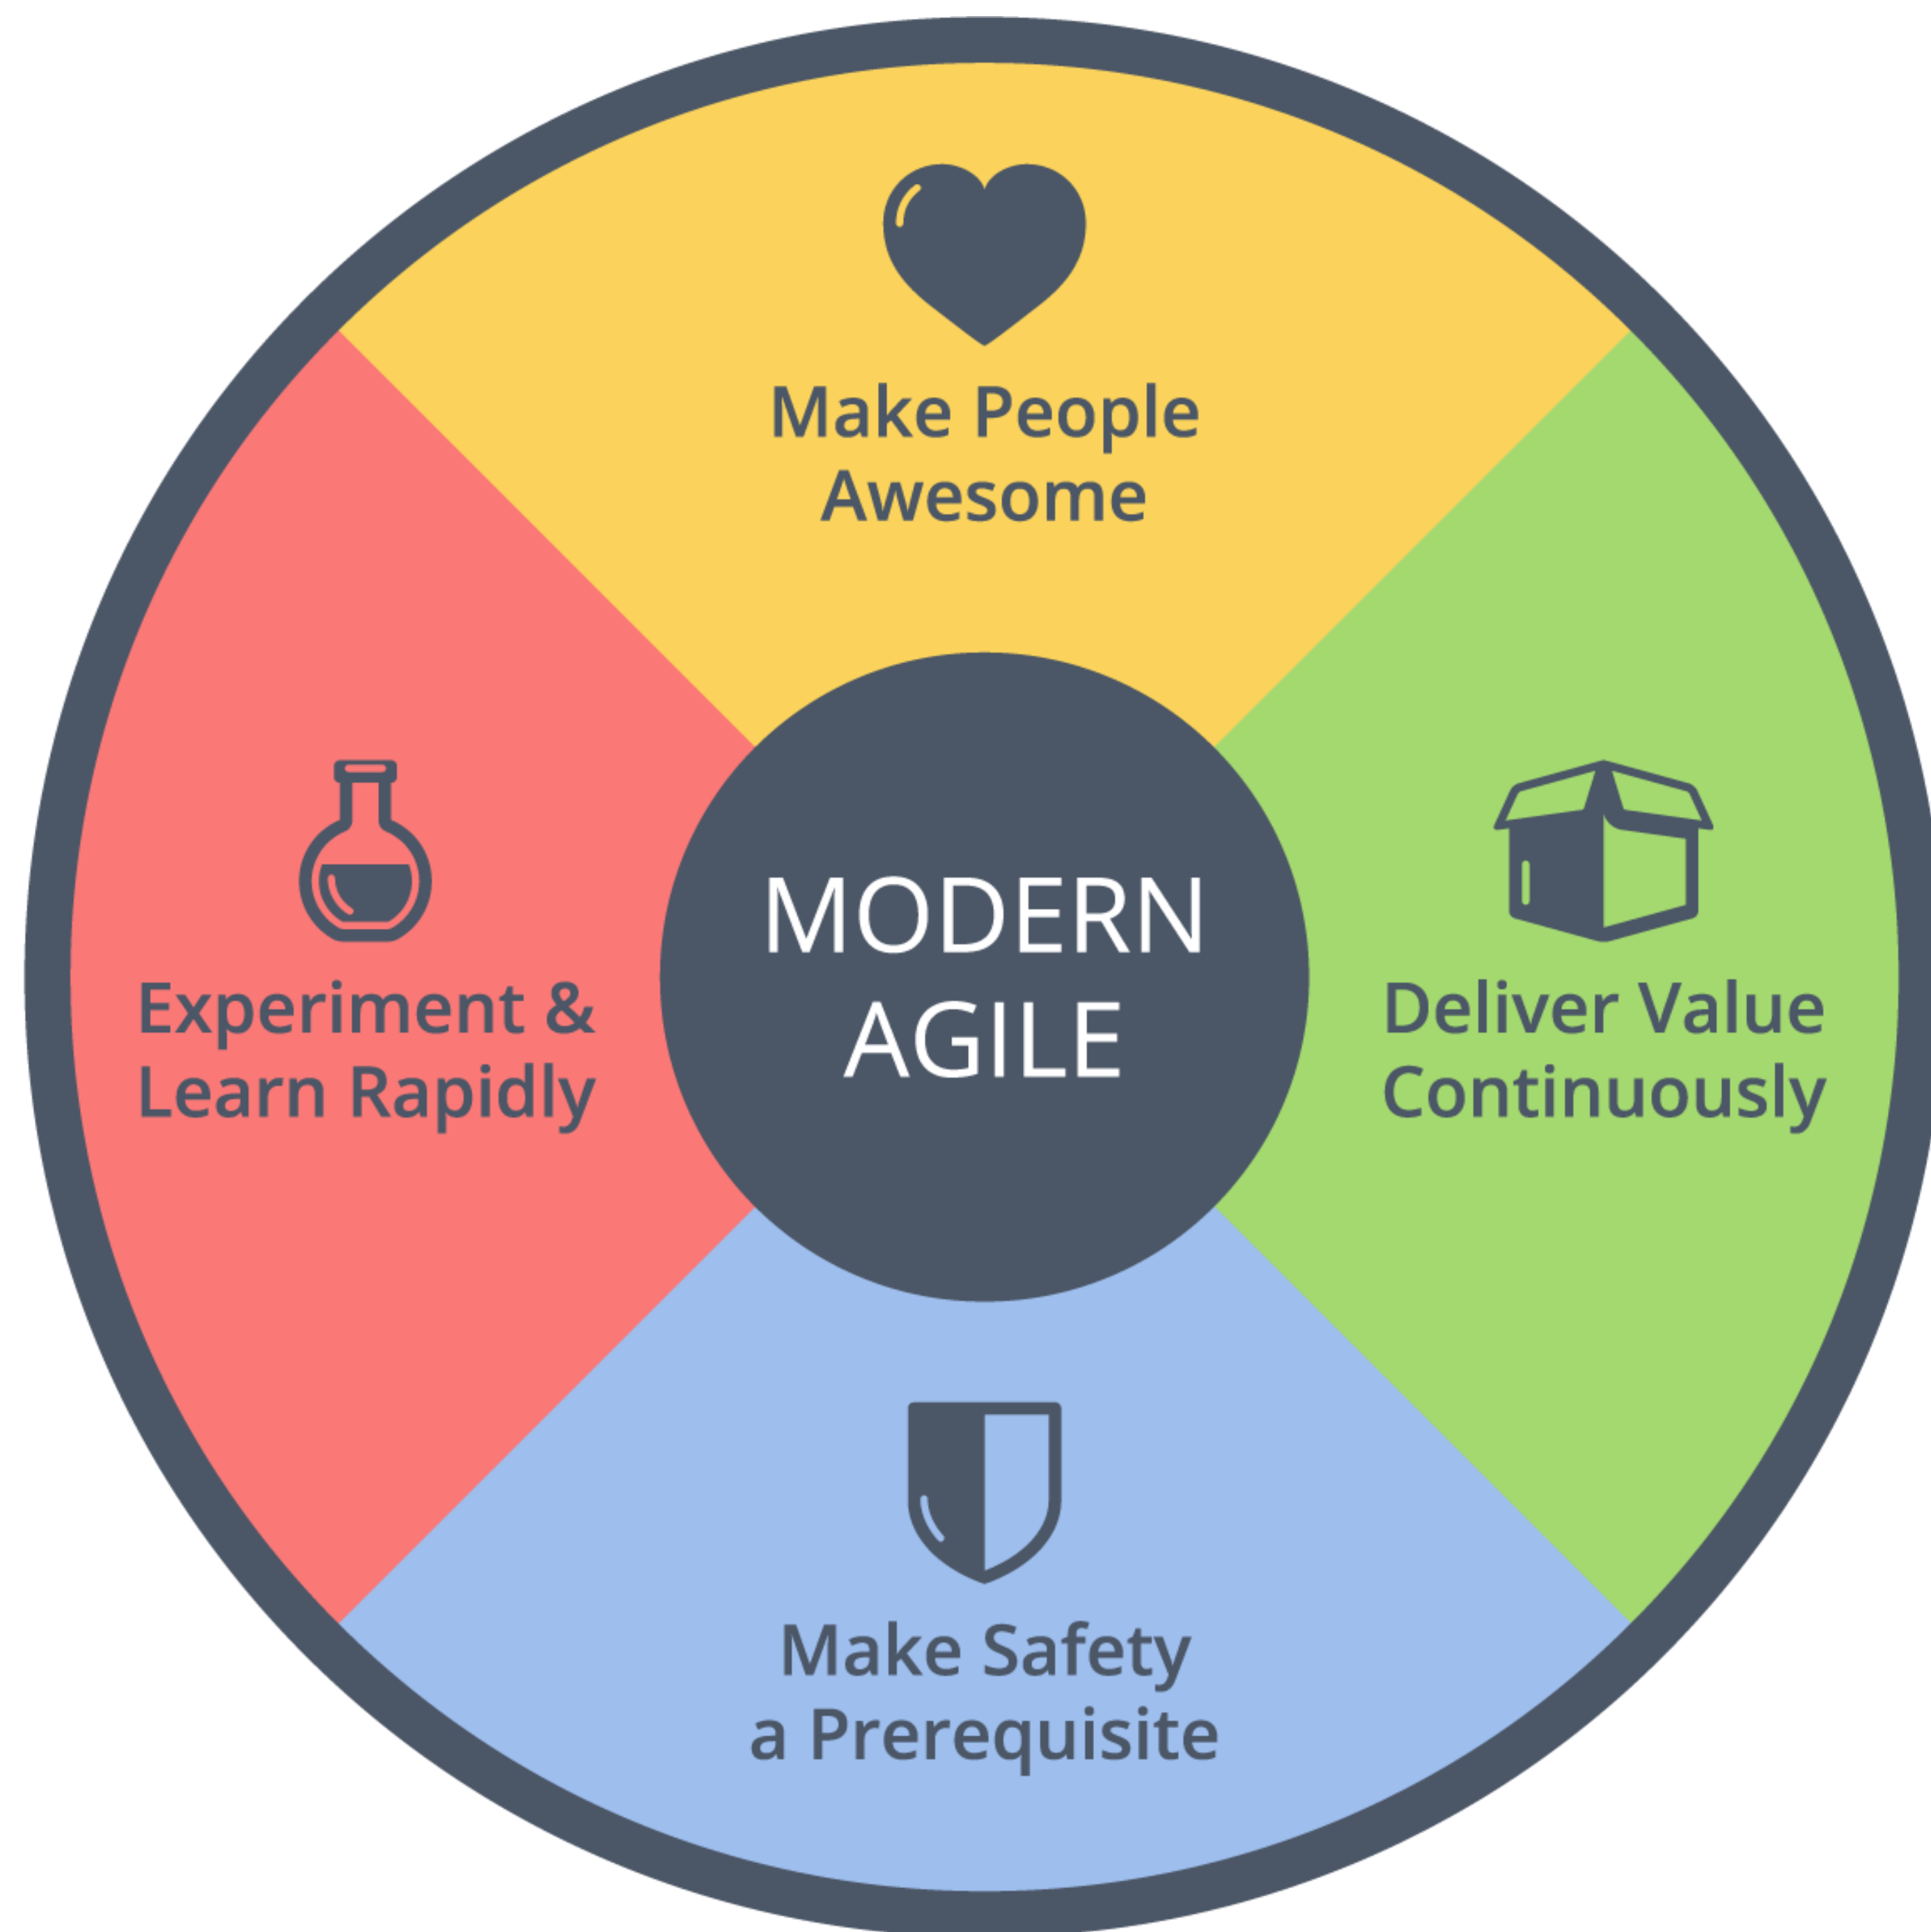 Make People
Awesome
Experiment &
Learn Rapidly
MODERN
AGILE
Deliver Value
Continuously
Make Safety
a Prerequisite